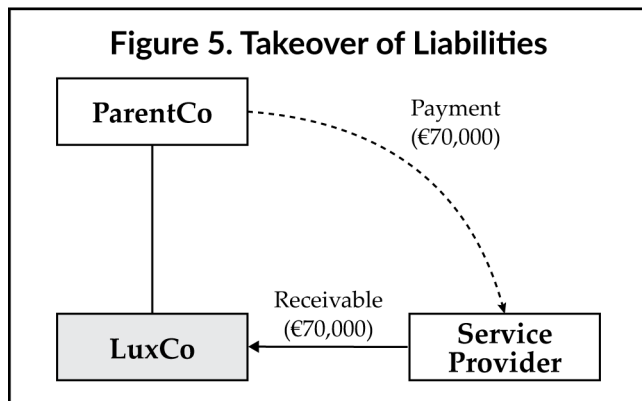 Figure 5. Takeover of Liabilities
ParentCo
Payment
(€70,000)
Receivable
(€70,000)
LuxCo
Service
Provider